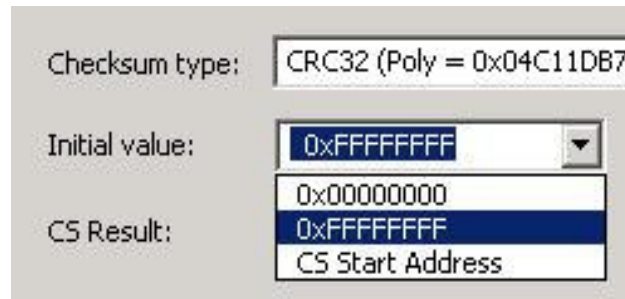 Checksum type: CRC32 (Poly = 0x04C11DB7
Initial value: 0xFFFFFFFF
0x00000000
CS Result: 0xFFFFFFFF
CS Start Address